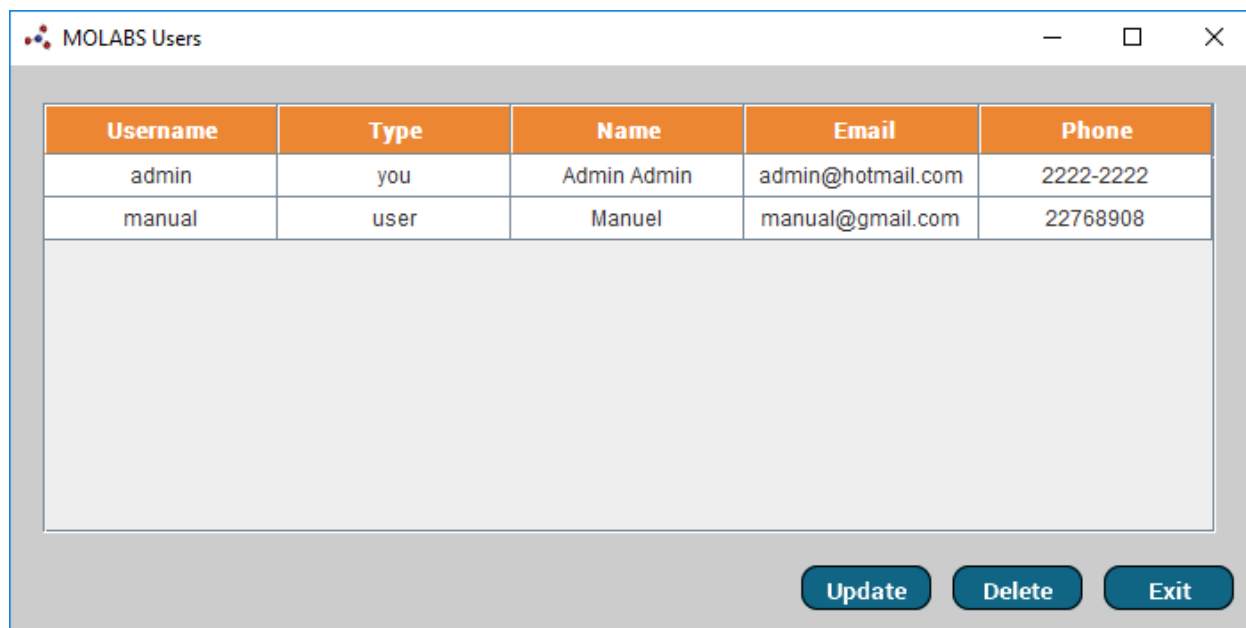 MOLABS Users
Username Type Name Email Phone
admin you Admin Admin admin@hotmail.com 2222-2222
manual user Manuel manual@gmail.com 22768908
Update Delete Exit